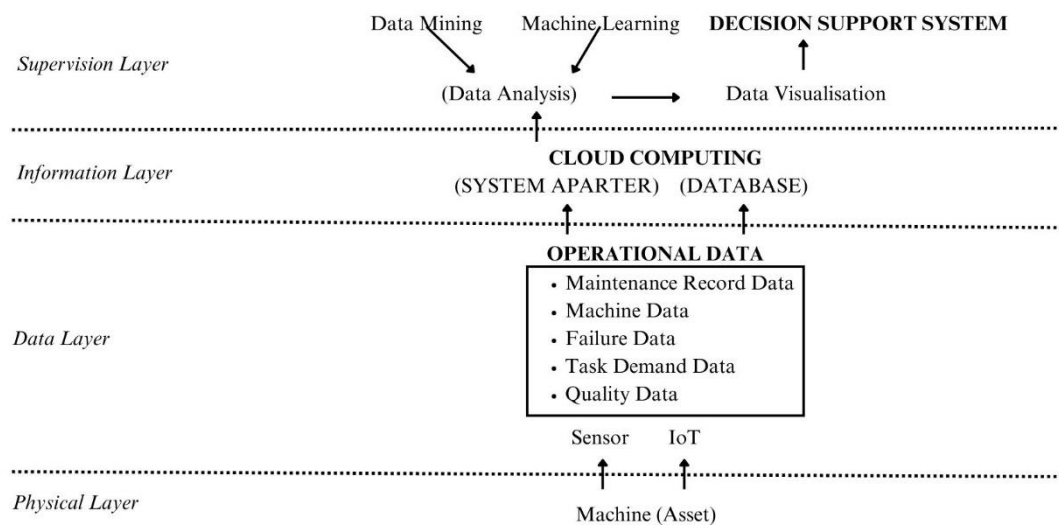 Data Mining Machine Learning DECISION SUPPORT SYSTEM
Supervision Layer
(Data Analysis) Data Visualisation
CLOUD COMPUTING
Information Layer
(SYSTEM APARTER) (DATABASE)
OPERATIONAL DATA
• Maintenance Record Data
• Machine Data
• Failure Data
Data Layer
• Task Demand Data
• Quality Data
Sensor IoT
Physical Layer
Machine (Asset)